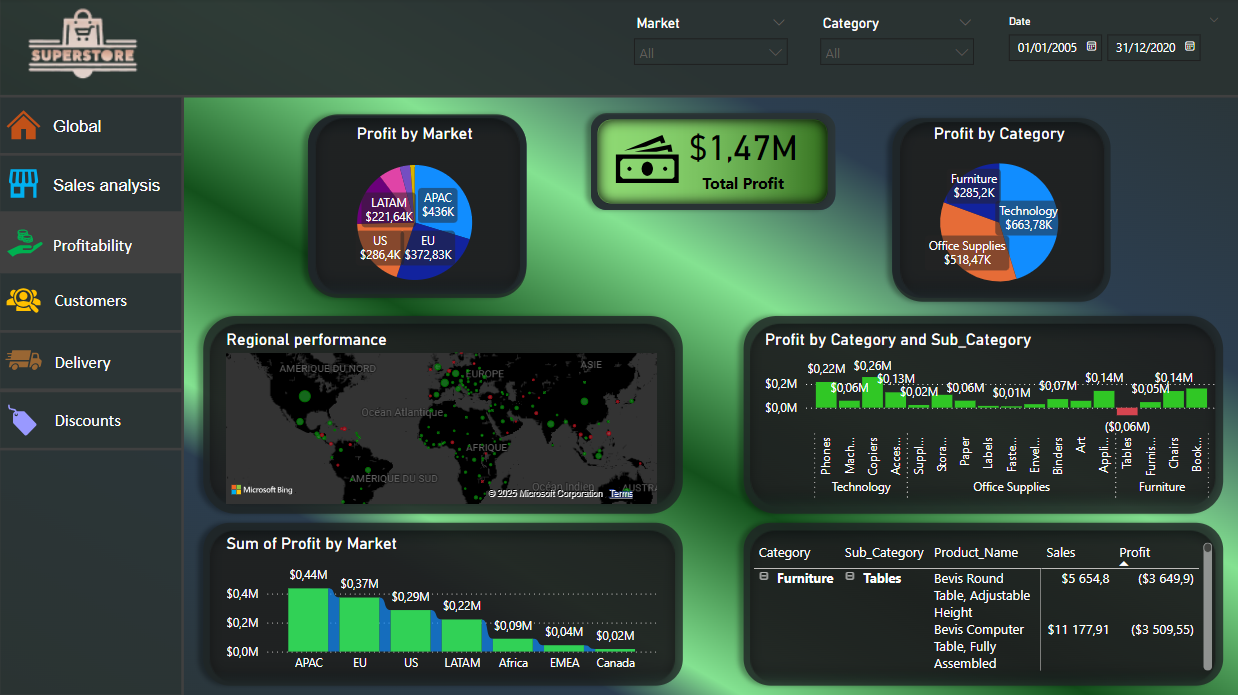 SUPERSTORE
Market
All
Category
All
Date
01/01/2005
31/12/2020
Global
Sales analysis
Profitability
Customers
Delivery
Discounts
Profit by Market
LATAM
$221,64K
APAC
$436K
US
$286,4K
EU
$372,83K
$1,47M
Total Profit
Profit by Category
Furniture
$285,2K
Technology
$663,78K
Office Supplies
$518,47K
Regional performance
AMÉRIQUE DU NORD
EUROPE
ASIE
Océan Atlantique
AFRIQUE
AMÉRIQUE DU SUD
Océan Indien
AUSTRA
Microsoft Bing
© 2025 Microsoft Corporation Terms
Profit by Category and Sub_Category
$0,2M
$0,0M
$0,22M
$0,06M
$0,26M
$0,13M
$0,02M
$0,06M
$0,01M
$0,07M
$0,14M
($0,06M)
$0,05M
$0,14M
Phones
Mach...
Copiers
Acces...
Suppl...
Stora...
Paper
Labels
Faste...
Envel...
Binders
Art
Appli...
Tables
Furnis...
Chairs
Book...
Technology
Office Supplies
Furniture
Sum of Profit by Market
$0,4M
$0,2M
$0,0M
$0,44M
$0,37M
$0,29M
$0,22M
$0,09M
$0,04M
$0,02M
APAC
EU
US
LATAM
Africa
EMEA
Canada
Category Sub_Category Product_Name Sales Profit
Furniture Tables Bevis Round $5 654,8 ($3 649,9)
Table, Adjustable
Height
Bevis Computer $11 177,91 ($3 509,55)
Table, Fully
Assembled